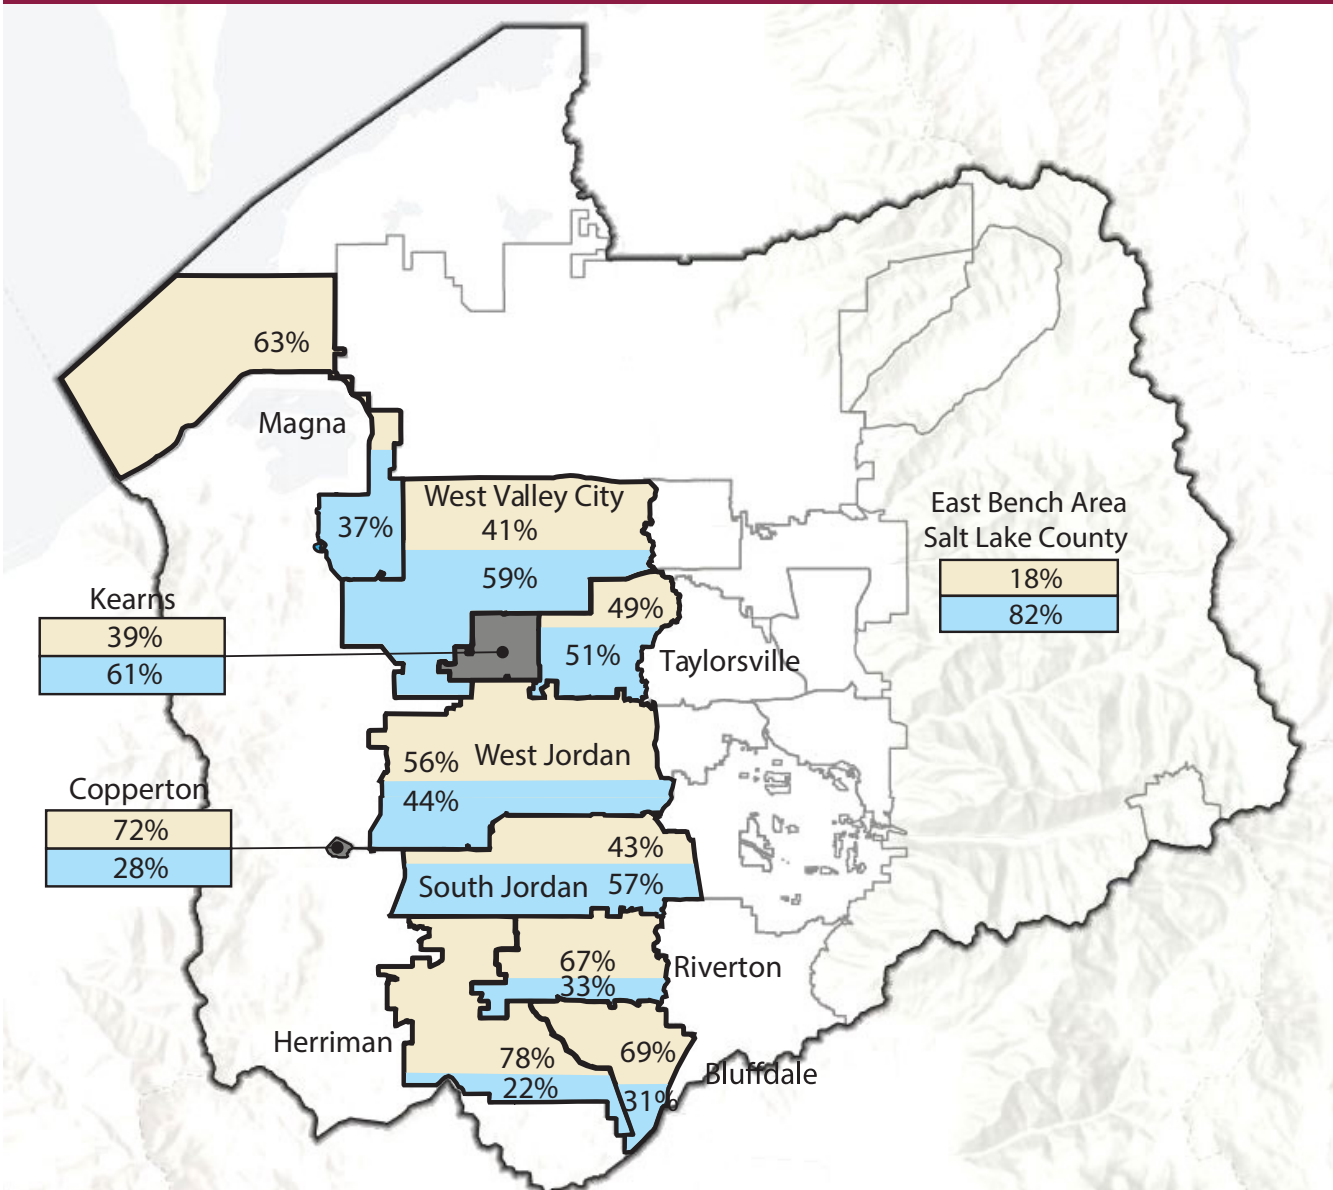 63%
Magna
37%
West Valley City
41%
59%
East Bench Area
Salt Lake County
18%
82%
Kearns
39%
61%
49%
51%
Taylorsville
56%
West Jordan
44%
Copperton
72%
28%
43%
South Jordan
57%
67%
33%
Riverton
Herriman
78%
22%
69%
31%
Bluffdale